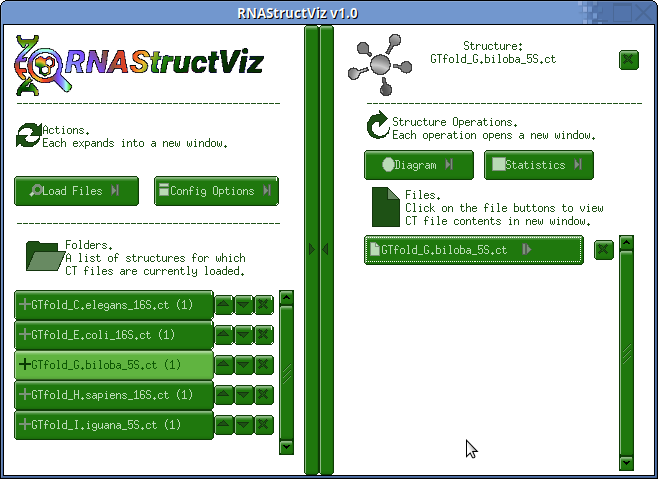 RNAStructViz v1.0
RNAStructViz
Actions.
Each expands into a new window.
Load Files
Config Options
Folders.
A list of structures for which
CT files are currently loaded.
GTfold_C.elegans_16S.ct (1)
GTfold_E.coli_16S.ct (1)
GTfold_G.biloba_5S.ct (1)
GTfold_H.sapiens_16S.ct (1)
GTfold_I.iguana_5S.ct (1)
Structure:
GTfold_G.biloba_5S.ct
Structure Operations.
Each operation opens a new window.
Diagram
Statistics
Files.
Click on the file buttons to view
CT file contents in new window.
GTfold_G.biloba_5S.ct